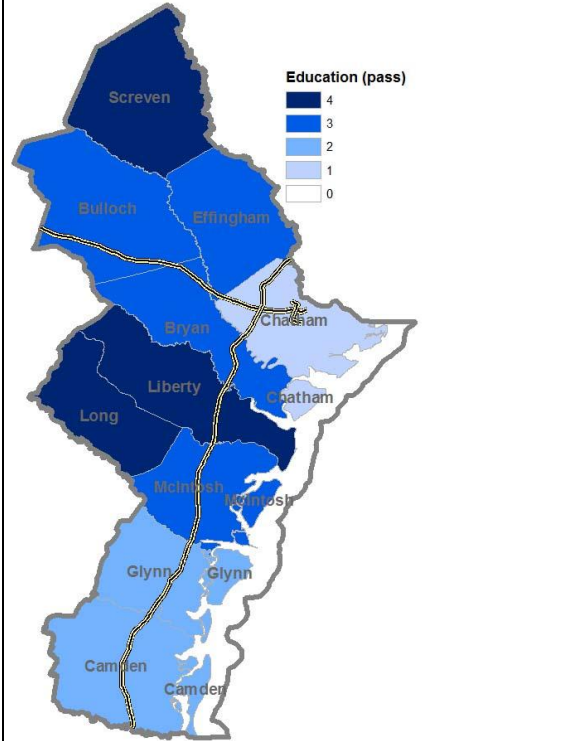 Education (pass)
4
3
2
1
0
Screven
Bulloch
Effingham
Chatham
Bryan
Liberty
Chatham
Long
McIntosh
McIntosh
Glynn
Glynn
Camden
Camden